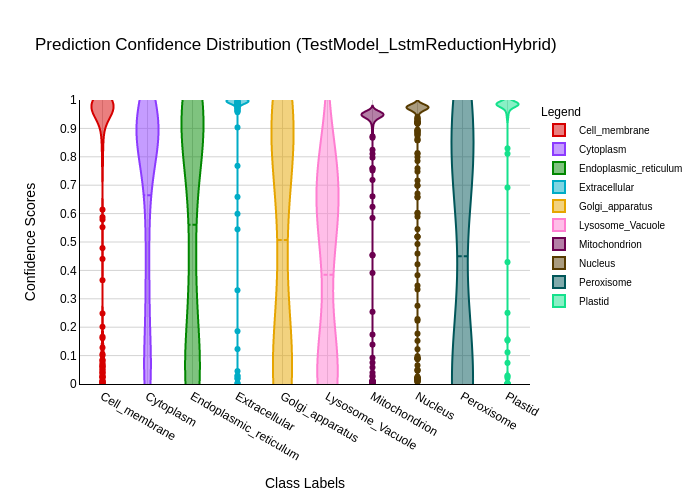 Prediction Confidence Distribution (TestModel_LstmReductionHybrid)
Legend
Cell_membrane
Cytoplasm
Endoplasmic_reticulum
Extracellular
Golgi_apparatus
Lysosome_Vacuole
Mitochondrion
Nucleus
Peroxisome
Plastid
Confidence Scores
1
0.9
0.8
0.7
0.6
0.5
0.4
0.3
0.2
0.1
0
Cell_membrane
Cytoplasm
Endoplasmic_reticulum
Extracellular
Golgi_apparatus
Lysosome_Vacuole
Mitochondrion
Nucleus
Peroxisome
Plastid
Class Labels